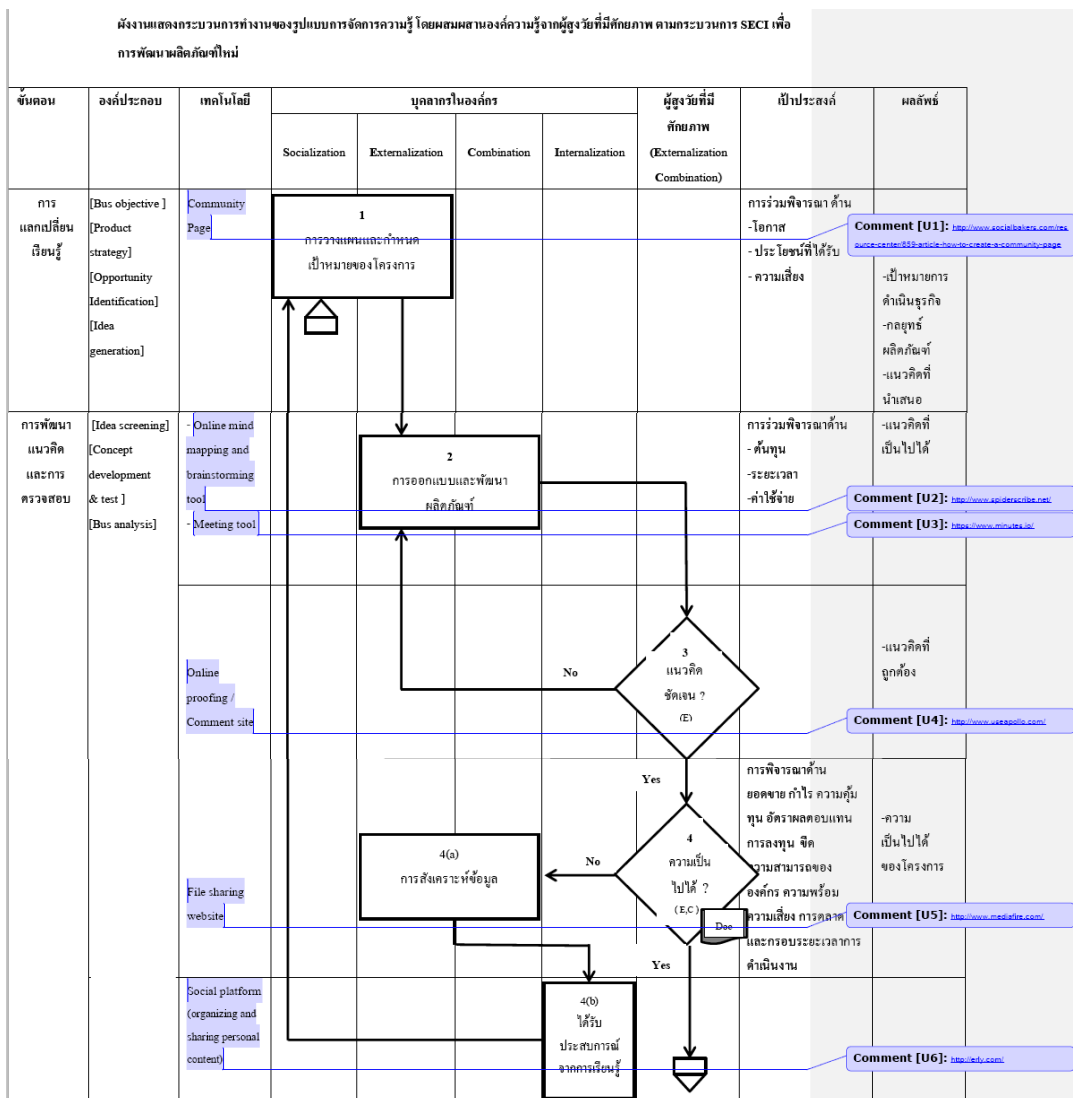 ผังงานแสดงกระบวนการทำงานของรูปแบบการจัดการความรู้ โดยผสมผสานองค์ความรู้จากผู้สูงวัยที่มีศักยภาพ ตามกระบวนการ SECI เพื่อ
การพัฒนาผลิตภัณฑ์ใหม่
ขั้นตอน
องค์ประกอบ
เทคโนโลยี
บุคลากรในองค์กร
Socialization
Externalization
Combination
Internalization
ผู้สูงวัยที่มี
ศักยภาพ
(Externalization
Combination)
เป้าประสงค์
ผลลัพธ์
การ
แลกเปลี่ยน
เรียนรู้
[Bus objective ]
[Product
strategy]
[Opportunity
Identification]
[Idea
generation]
Community
Page
1
การวางแผนและกำหนด
เป้าหมายของโครงการ
การร่วมพิจารณา ด้าน
-โอกาส
- ประโยชน์ที่ได้รับ
- ความเสี่ยง
Comment [U1]: http://www.socialbakers.com/res
ource-center/859-article-how-to-create-a-community-page
-เป้าหมายการ
ดำเนินธุรกิจ
-กลยุทธ์
ผลิตภัณฑ์
-แนวคิดที่
นำเสนอ
การพัฒนา
แนวคิด
และการ
ตรวจสอบ
[Idea screening]
[Concept
development
& test ]
[Bus analysis]
- Online mind
mapping and
brainstorming
tool
- Meeting tool
2
การออกแบบและพัฒนา
ผลิตภัณฑ์
การร่วมพิจารณาด้าน
- ต้นทุน
-ระยะเวลา
-ค่าใช้จ่าย
-แนวคิดที่
เป็นไปได้
Comment [U2]: http://www.spiderscribe.net/
Comment [U3]: https://www.minutes.io/
Online
proofing /
Comment site
No
3
แนวคิด
ชัดเจน ?
(E)
-แนวคิดที่
ถูกต้อง
Comment [U4]: http://www.useapollo.com/
Yes
File sharing
website
4(a)
การสังเคราะห์ข้อมูล
No
4
ความเป็น
ไปได้ ?
(E,C)
Doc
การพิจารณาด้าน
ยอดขาย กำไร ความคุ้ม
ทุน อัตราผลตอบแทน
การลงทุน ขีด
ความสามารถของ
องค์กร ความพร้อม
ความเสี่ยง การตลาด
และกรอบระยะเวลาการ
ดำเนินงาน
-ความ
เป็นไปได้
ของโครงการ
Comment [U5]: http://www.mediafire.com/
Yes
Social platform
(organizing and
sharing personal
content)
4(b)
ได้รับ
ประสบการณ์
จากการเรียนรู้
Comment [U6]: http://erly.com/